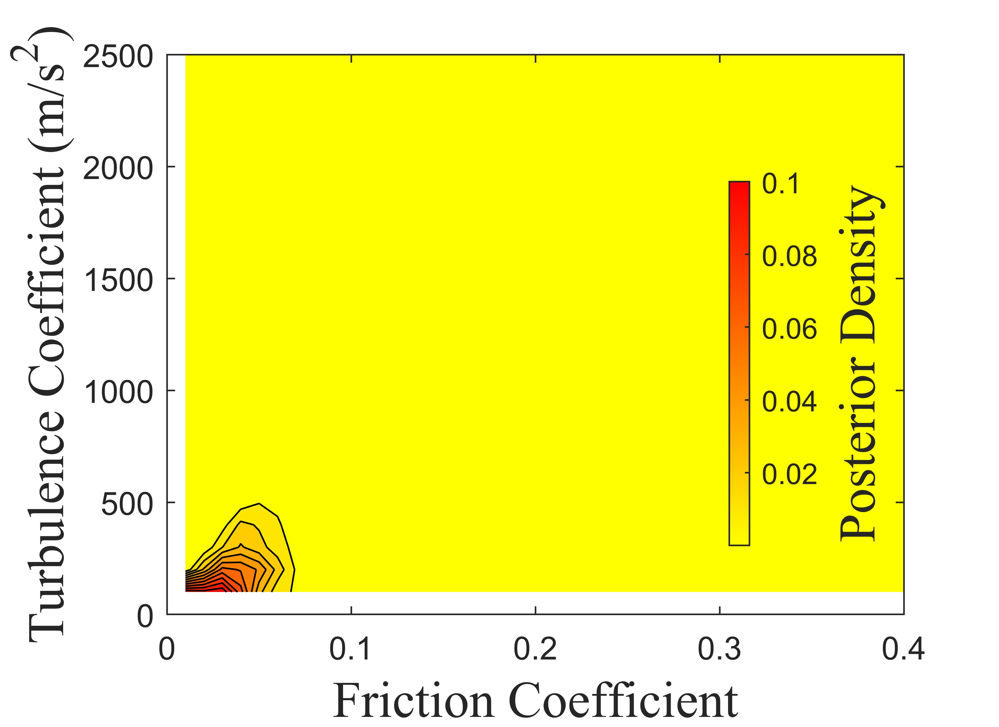 Turbulence Coefficient (m/s2)
2500
2000
1500
1000
500
0
0 0.1 0.2 0.3 0.4
Friction Coefficient
0.1
0.08
0.06
0.04
0.02
Posterior Density